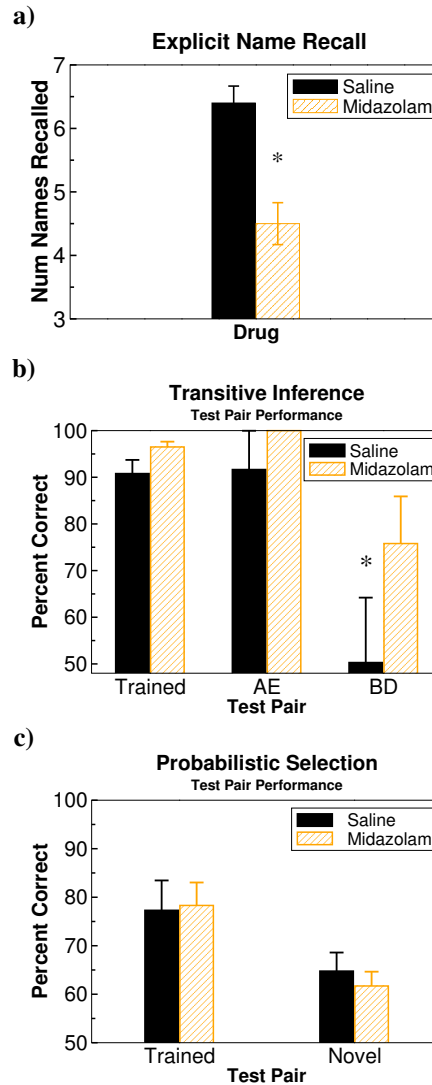 a)
Explicit Name Recall
Num Names Recalled
7
6
5
4
3
Saline
Midazolam
*
Drug
b)
Transitive Inference
Test Pair Performance
Percent Correct
100
90
80
70
60
50
Saline
Midazolam
*
Trained AE BD
Test Pair
c)
Probabilistic Selection
Test Pair Performance
Percent Correct
100
90
80
70
60
50
Saline
Midazolam
Trained Novel
Test Pair